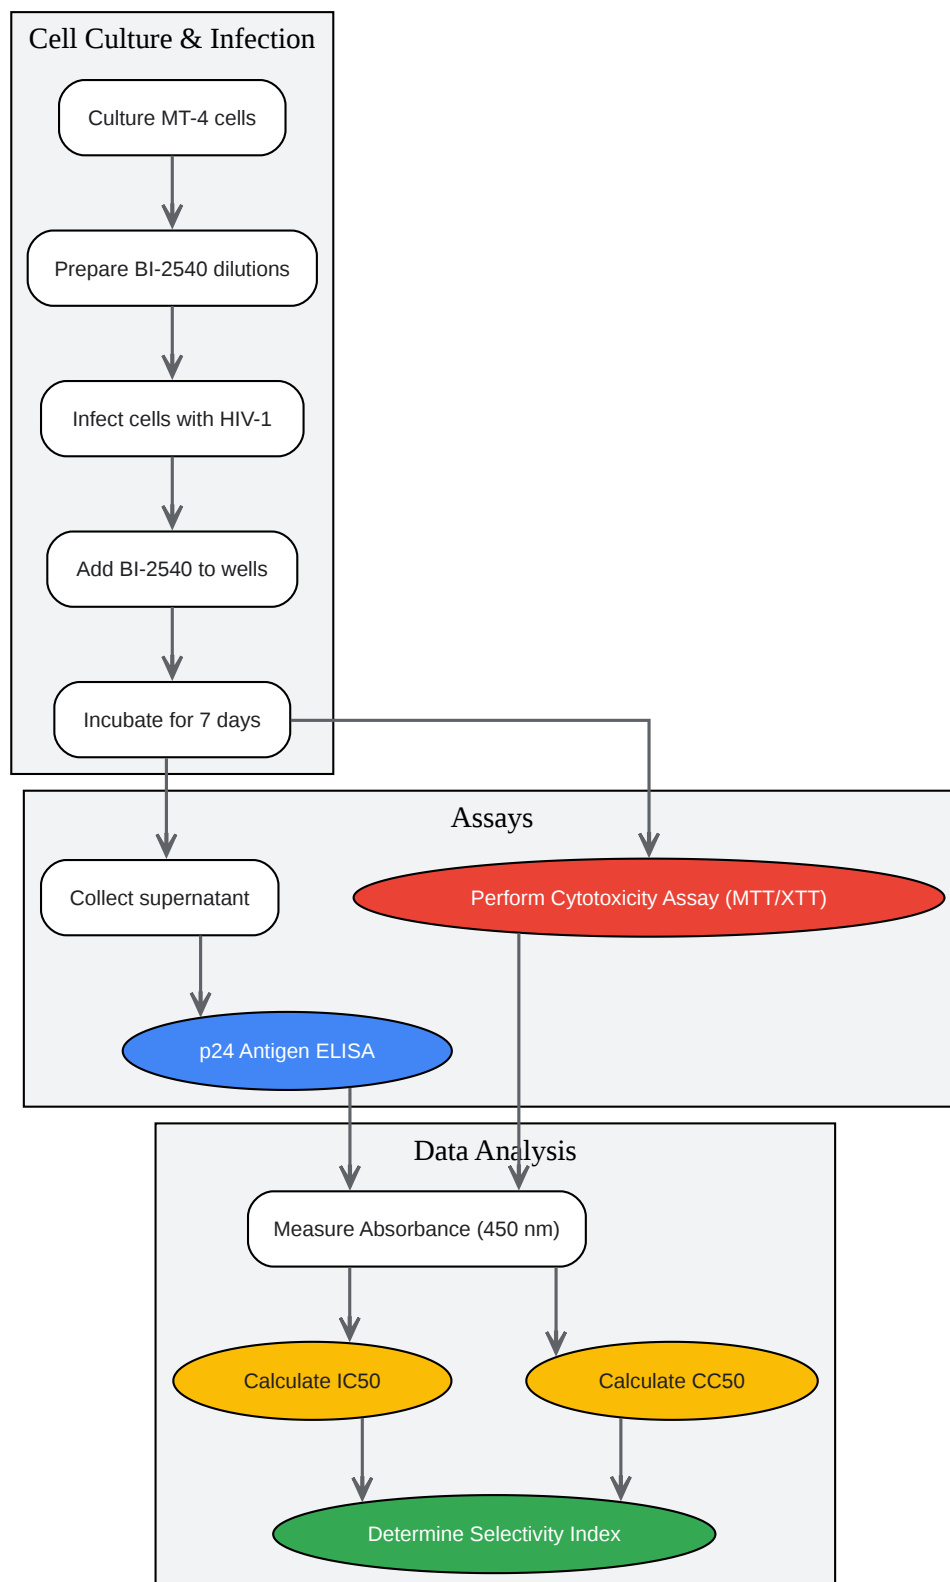 Cell Culture & Infection
Culture MT-4 cells
Prepare BI-2540 dilutions
Infect cells with HIV-1
Add BI-2540 to wells
Incubate for 7 days
Assays
Collect supernatant
Perform Cytotoxicity Assay (MTT/XTT)
p24 Antigen ELISA
Data Analysis
Measure Absorbance (450 nm)
Calculate IC50
Calculate CC50
Determine Selectivity Index